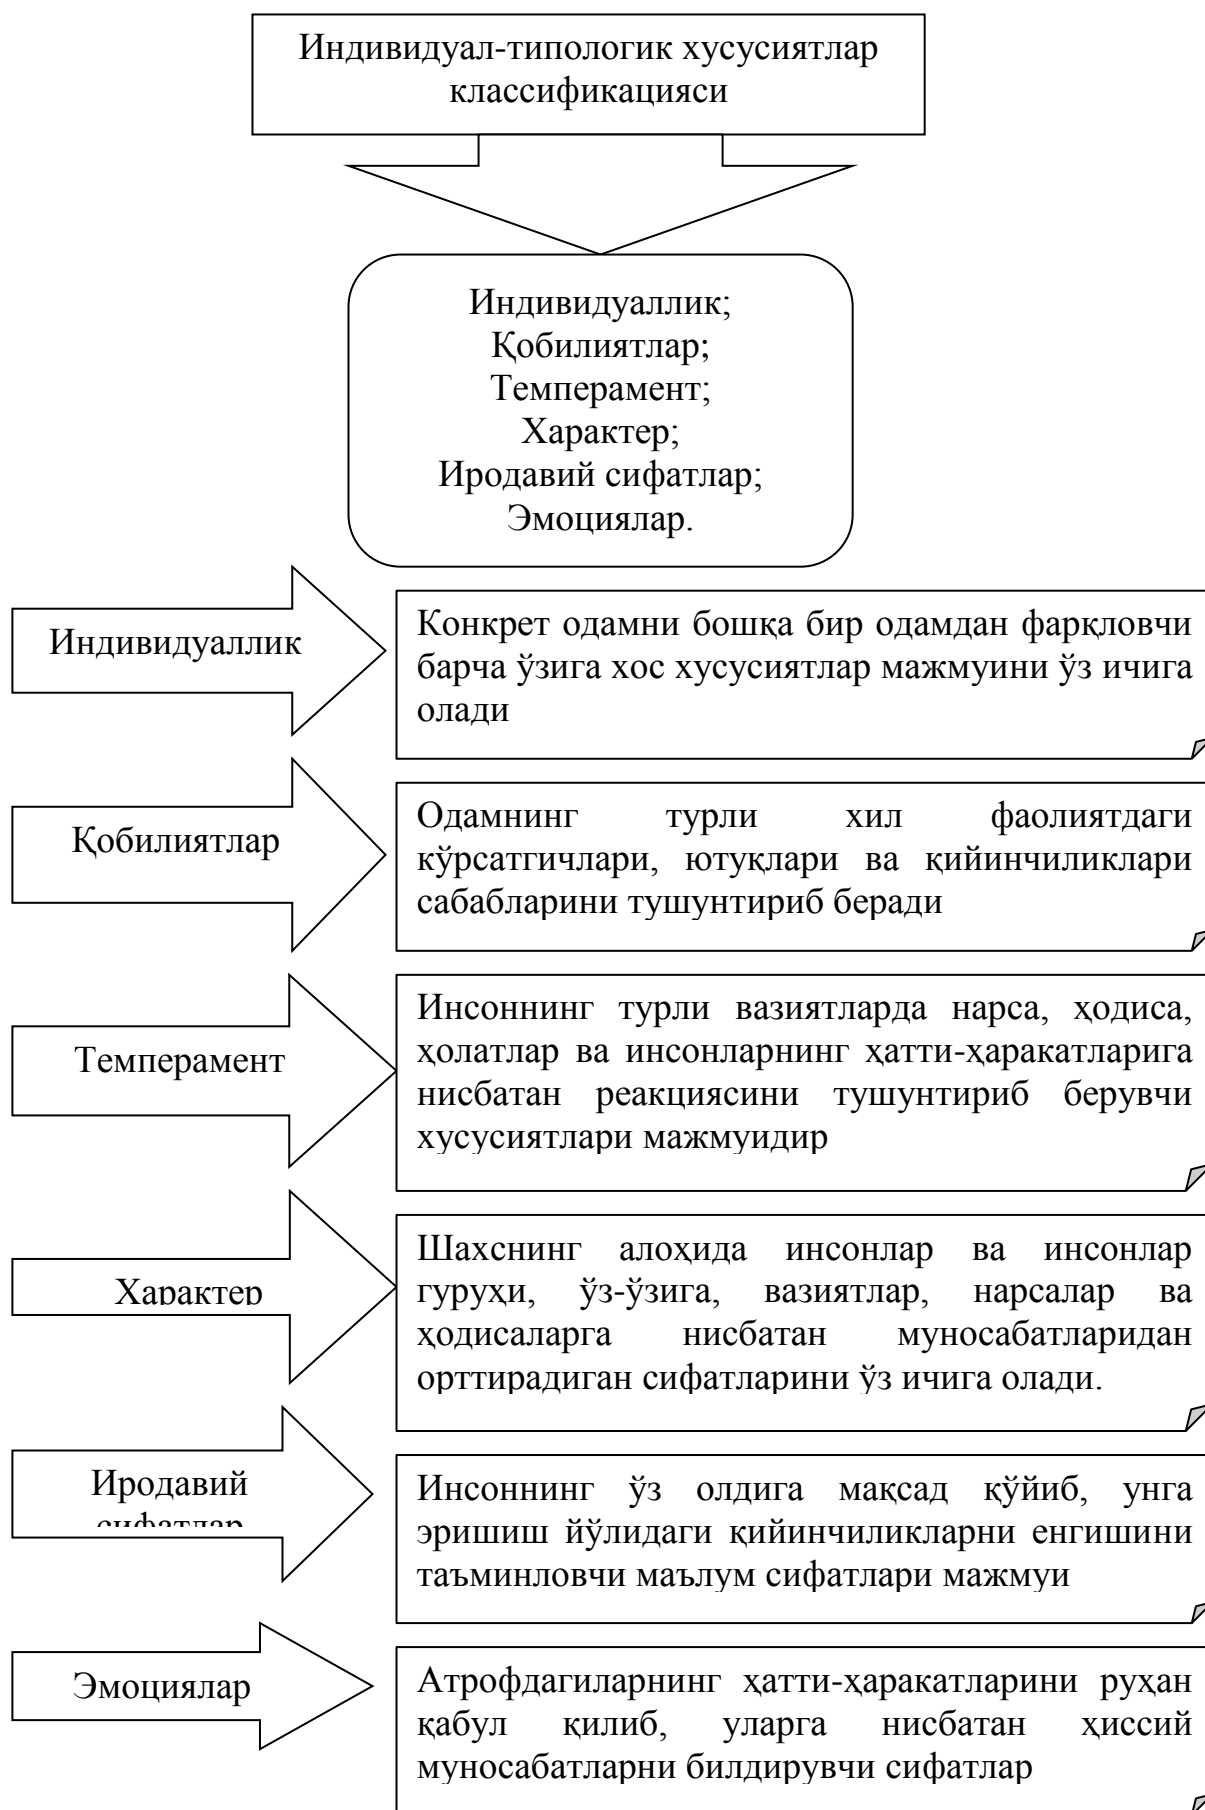 Индивидуал-типологик хусусиятлар
классификацияси
Индивидуаллик;
Қобилиятлар;
Темперамент;
Характер;
Иродавий сифатлар;
Эмоциялар.
Индивидуаллик
Конкрет одамни бошқа бир одамдан фарқловчи
барча ўзига хос хусусиятлар мажмуини ўз ичига
олади
Қобилиятлар
Одамнинг турли хил фаолиятдаги
кўрсатгичлари, ютуқлари ва қийинчиликлари
сабабларини тушунтириб беради
Темперамент
Инсоннинг турли вазиятларда нарса, ҳодиса,
ҳолатлар ва инсонларнинг ҳатти-ҳаракатларига
нисбатан реакциясини тушунтириб берувчи
хусусиятлари мажмуидир
Характер
Шахснинг алоҳида инсонлар ва инсонлар
гуруҳи, ўз-ўзига, вазиятлар, нарсалар ва
ҳодисаларга нисбатан муносабатларидан
орттирадиган сифатларини ўз ичига олади.
Иродавий
сифатлар
Инсоннинг ўз олдига мақсад қўйиб, унга
эришиш йўлидаги қийинчиликларни енгишини
таъминловчи маълум сифатлари мажмуи
Эмоциялар
Атрофдагиларнинг ҳатти-ҳаракатларини руҳан
қабул қилиб, уларга нисбатан ҳиссий
муносабатларни билдирувчи сифатлар